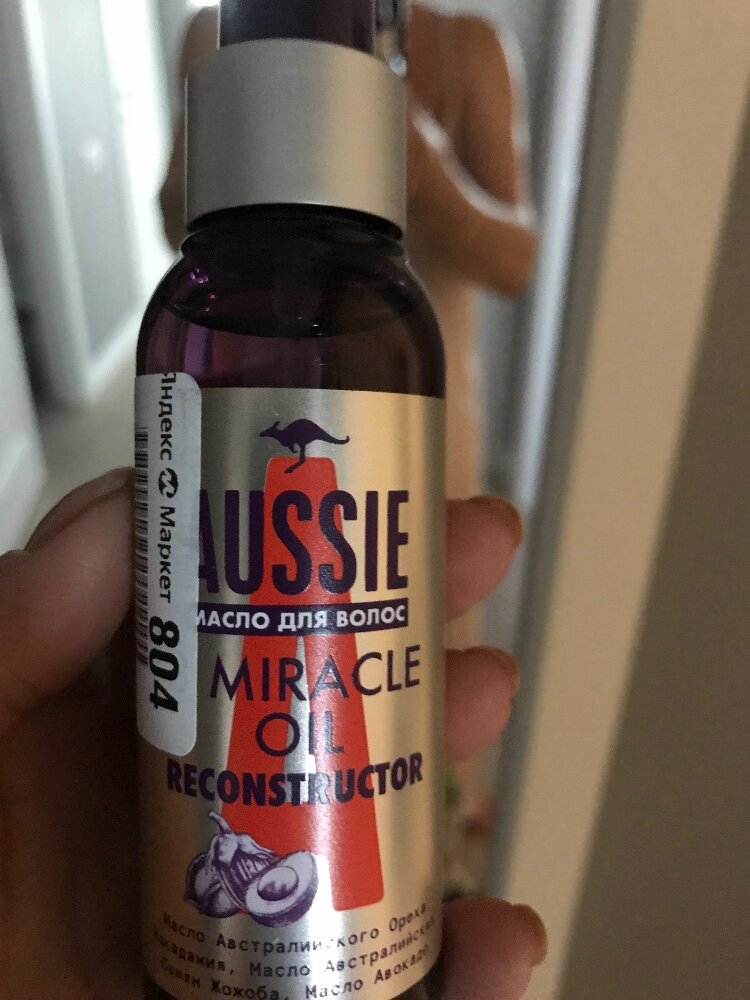 Яндекс Маркет 804
AUSSIE
МАСЛО ДЛЯ ВОЛОС
MIRACLE
OIL
RECONSTRUCTOR
Масло Австралийского Ореха
Макадамия, Масло Австралийских
Семян Жожоба, Масло Авокадо